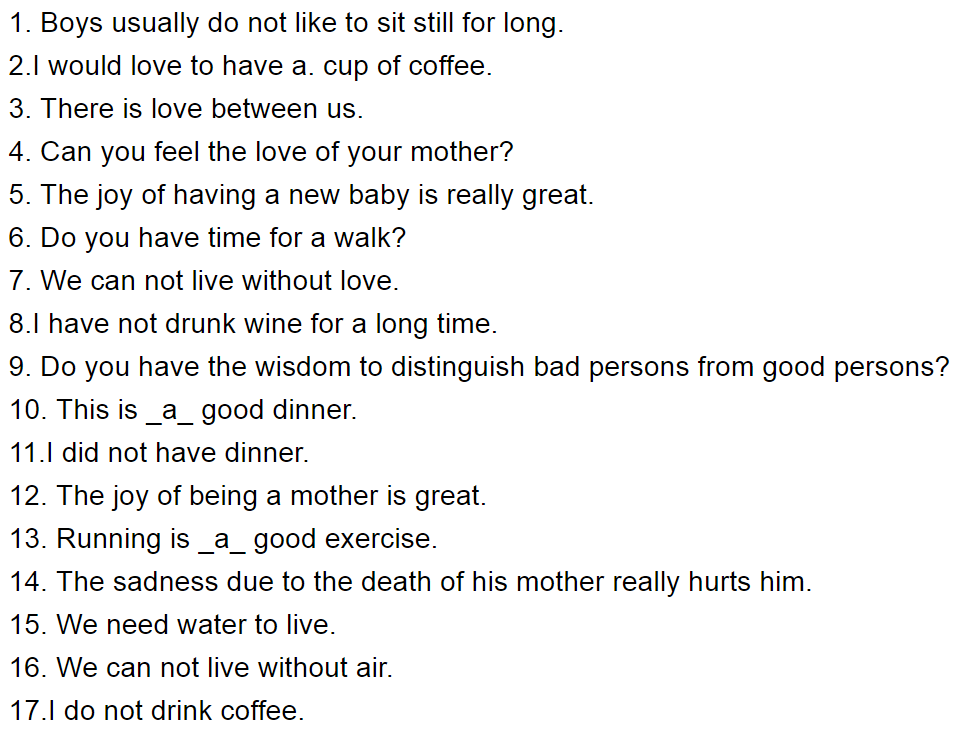 1. Boys usually do not like to sit still for long.
2.I would love to have a. cup of coffee.
3. There is love between us.
4. Can you feel the love of your mother?
5. The joy of having a new baby is really great.
6. Do you have time for a walk?
7. We can not live without love.
8.I have not drunk wine for a long time.
9. Do you have the wisdom to distinguish bad persons from good persons?
10. This is _a_ good dinner.
11.I did not have dinner.
12. The joy of being a mother is great.
13. Running is _a_ good exercise.
14. The sadness due to the death of his mother really hurts him.
15. We need water to live.
16. We can not live without air.
17.I do not drink coffee.